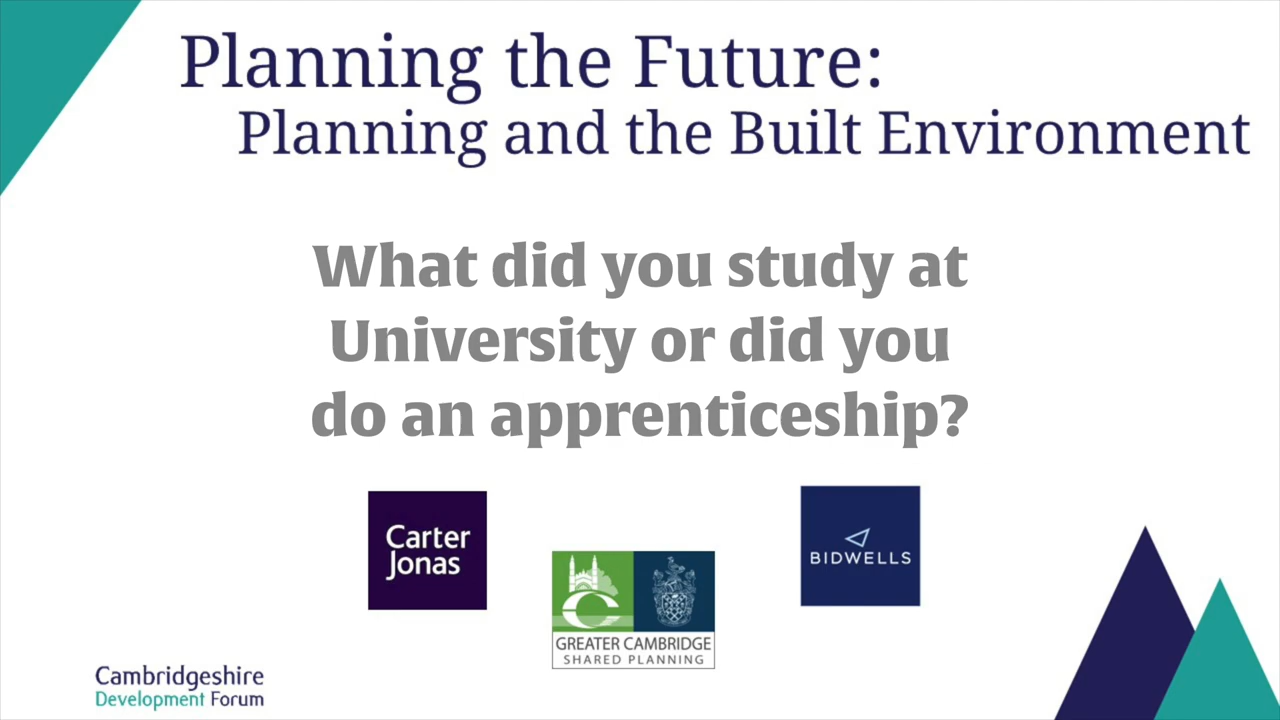 Planning the Future:
Planning and the Built Environment
What did you study at
University or did you
do an apprenticeship?
Carter
Jonas
BIDWELLS
GREATER CAMBRIDGE
SHARED PLANNING
Cambridgeshire
Development Forum